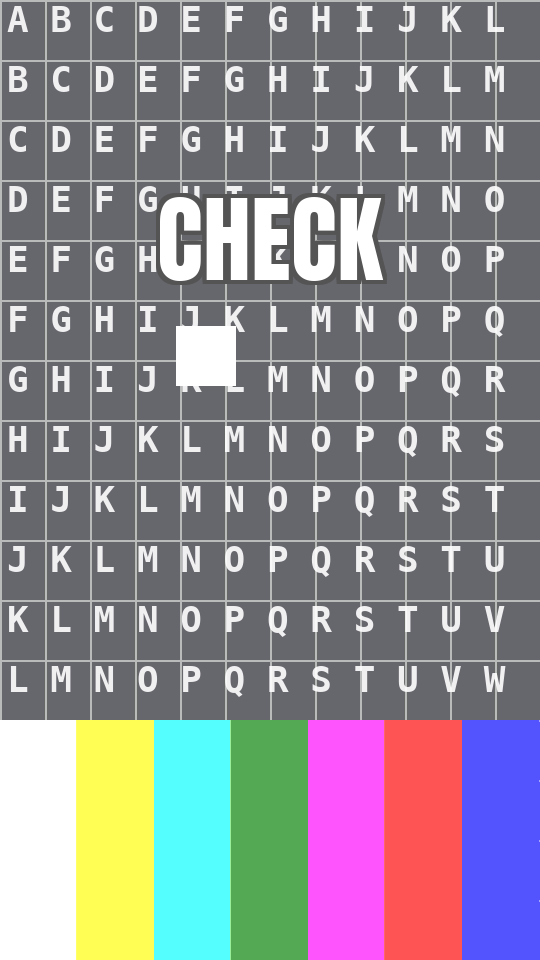 A B C D E F G H I J K L
B C D E F G H I J K L M
C D E F G H I J K L M N
D E F G H I J K L M N O
CHECK
E F G H N O P
F G H I J K L M N O P Q
G H I J K L M N O P Q R
H I J K L M N O P Q R S
I J K L M N O P Q R S T
J K L M N O P Q R S T U
K L M N O P Q R S T U V
L M N O P Q R S T U V W